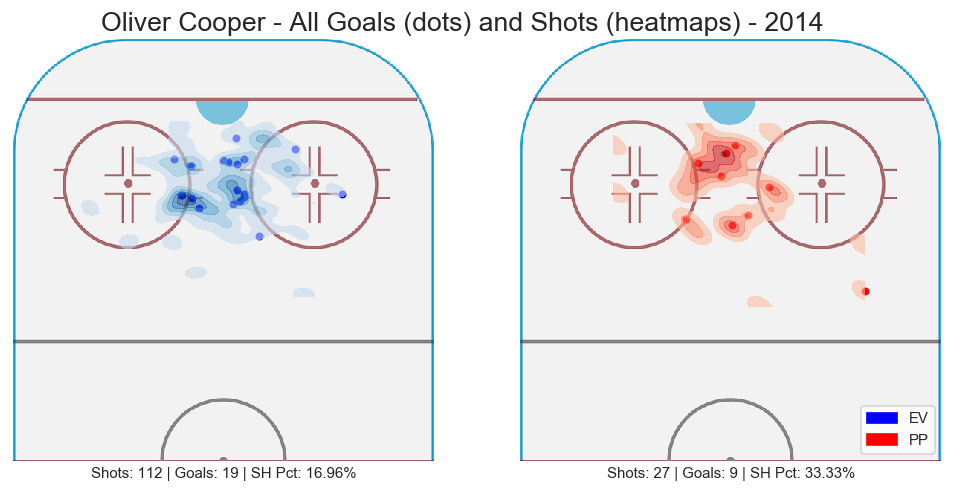 Oliver Cooper - All Goals (dots) and Shots (heatmaps) - 2014
EV
PP
Shots: 112 | Goals: 19 | SH Pct: 16.96%
Shots: 27 | Goals: 9 | SH Pct: 33.33%